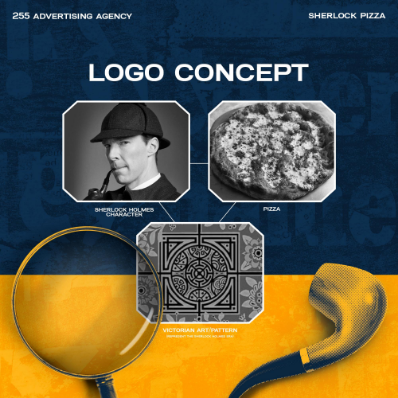 255 ADVERTISING AGENCY
SHERLOCK PIZZA
LOGO CONCEPT
SHERLOCK HOLMES
CHARACTER
PIZZA
VICTORIAN ART/PATTERN